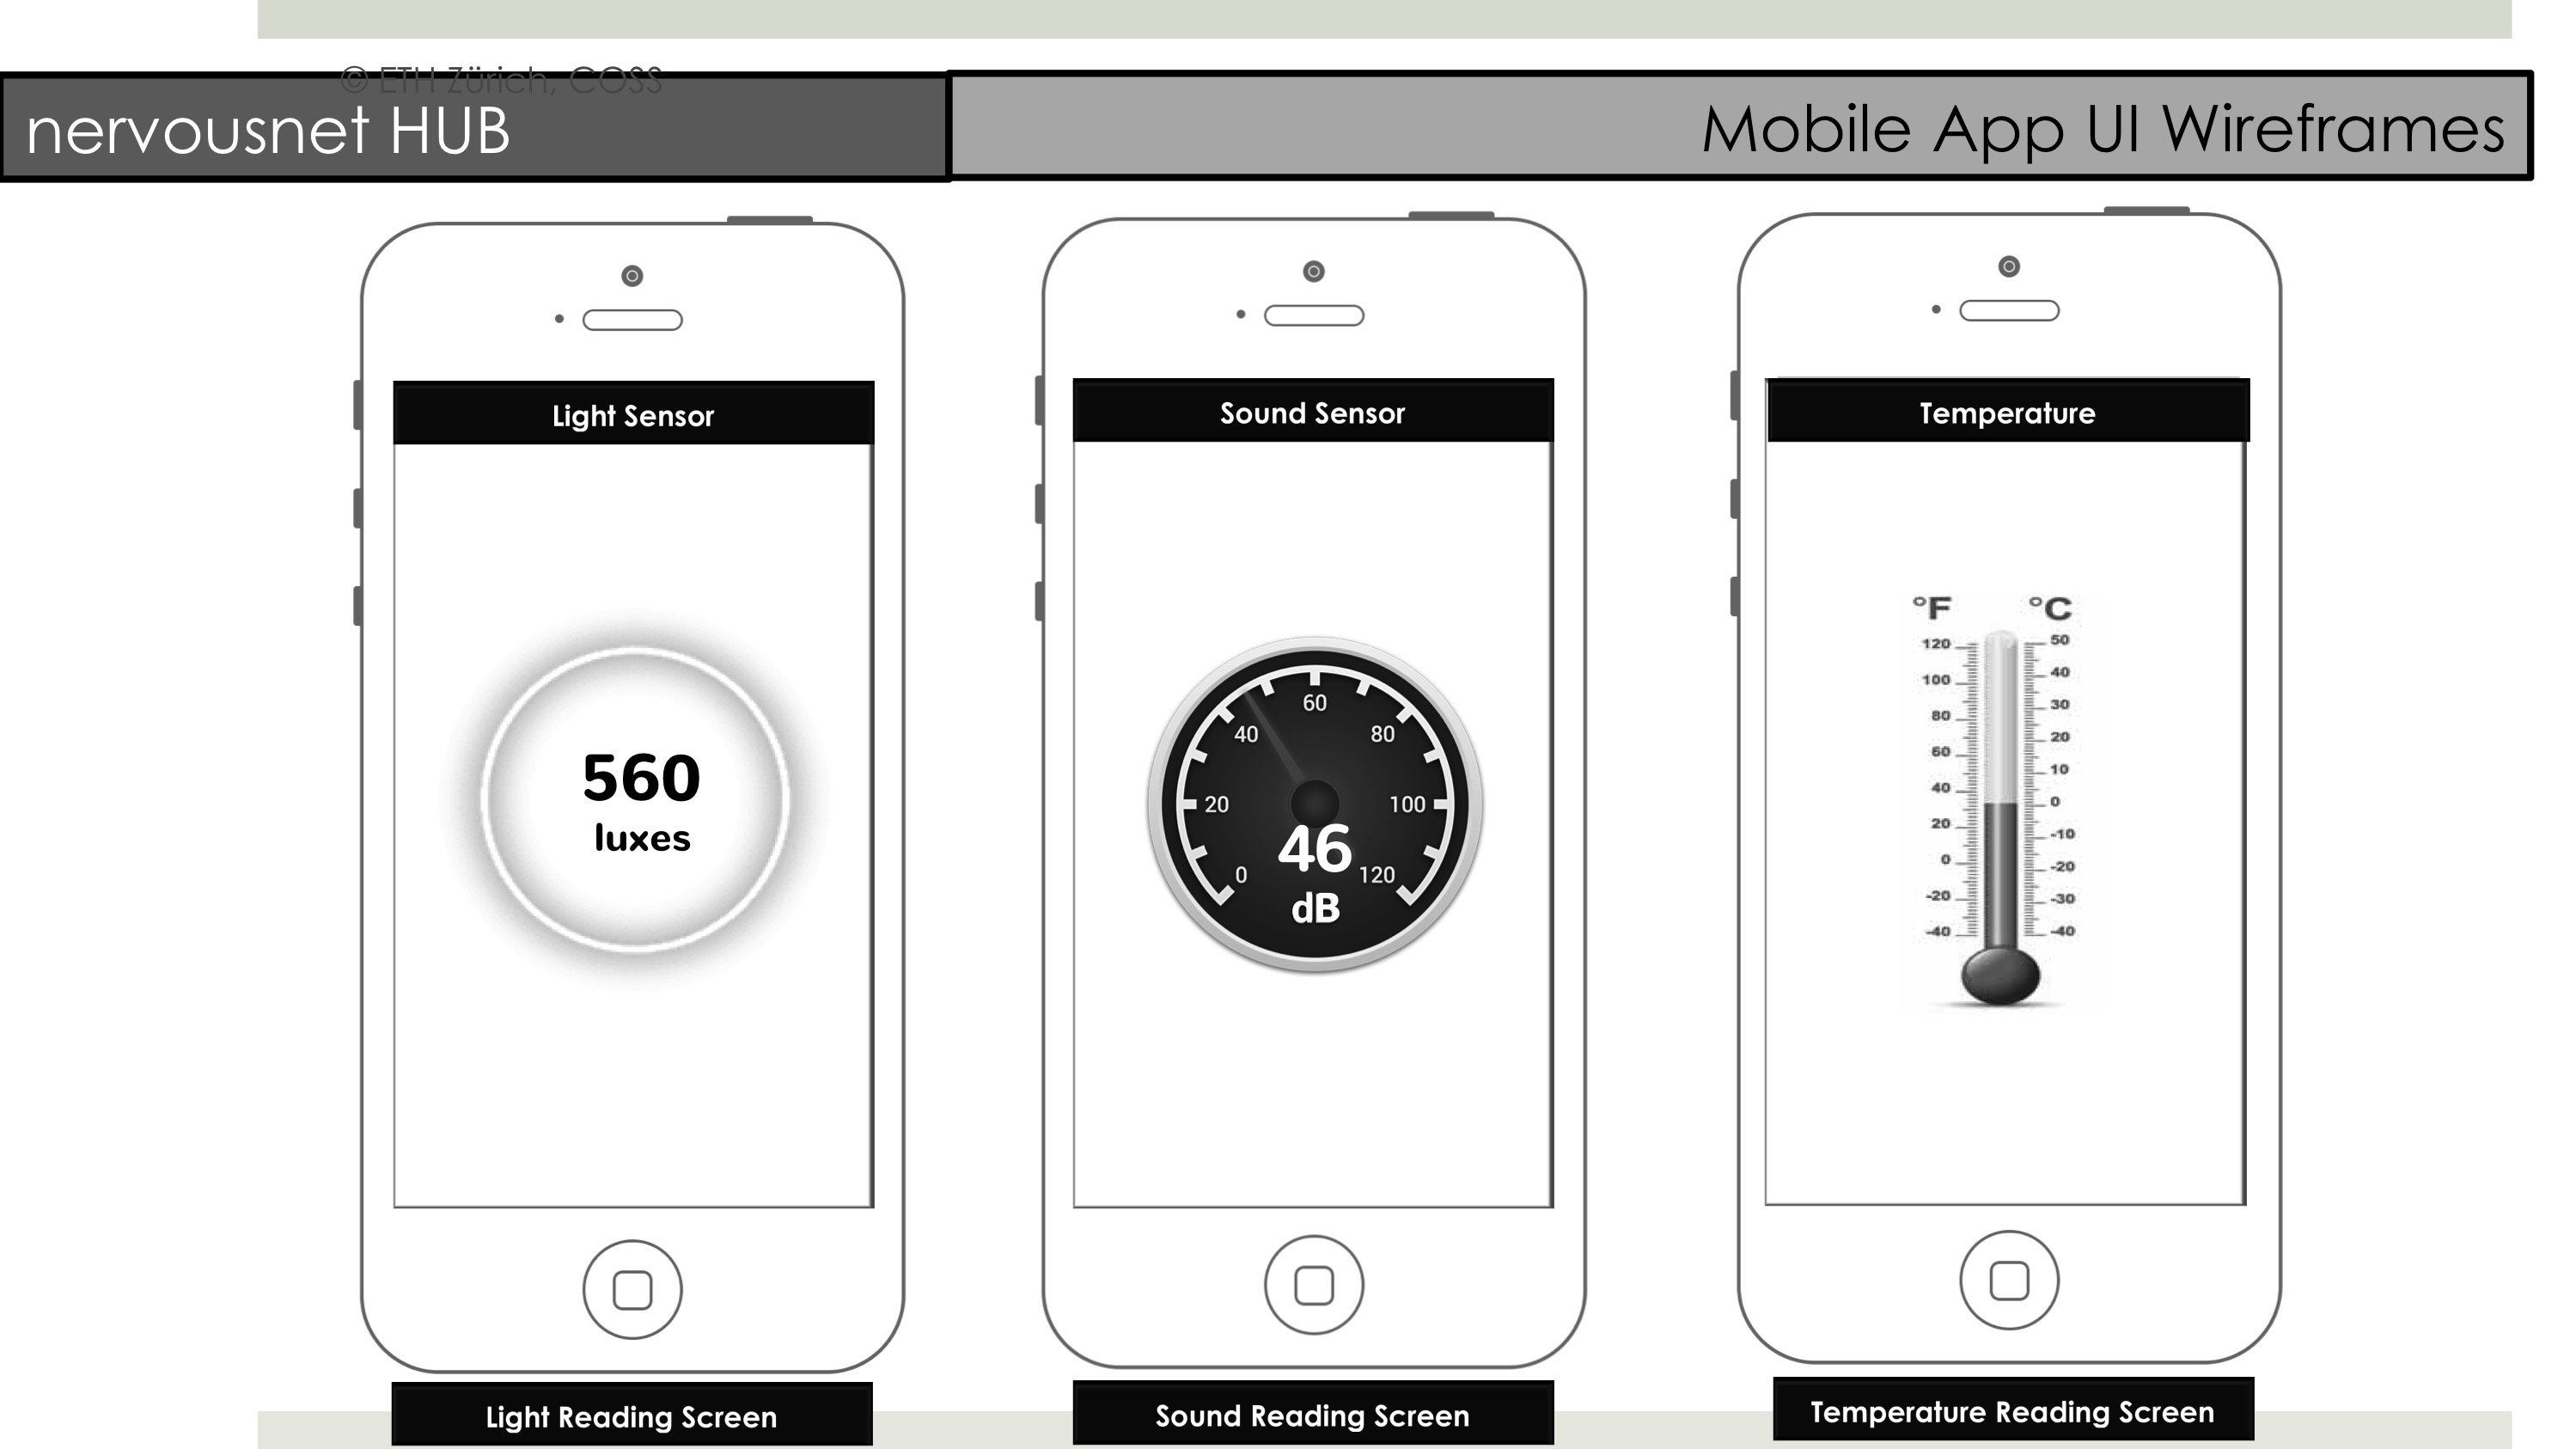 © ETH Zürich, COSS
nervousnet HUB
Mobile App UI Wireframes
Light Sensor
560
luxes
Light Reading Screen
Sound Sensor
60
40
80
20
100
0
120
46
dB
Sound Reading Screen
Temperature
°F °C
120 50
100 40
80 30
60 20
40 10
20 0
0 -10
-20 -20
-40 -30
-40
Temperature Reading Screen